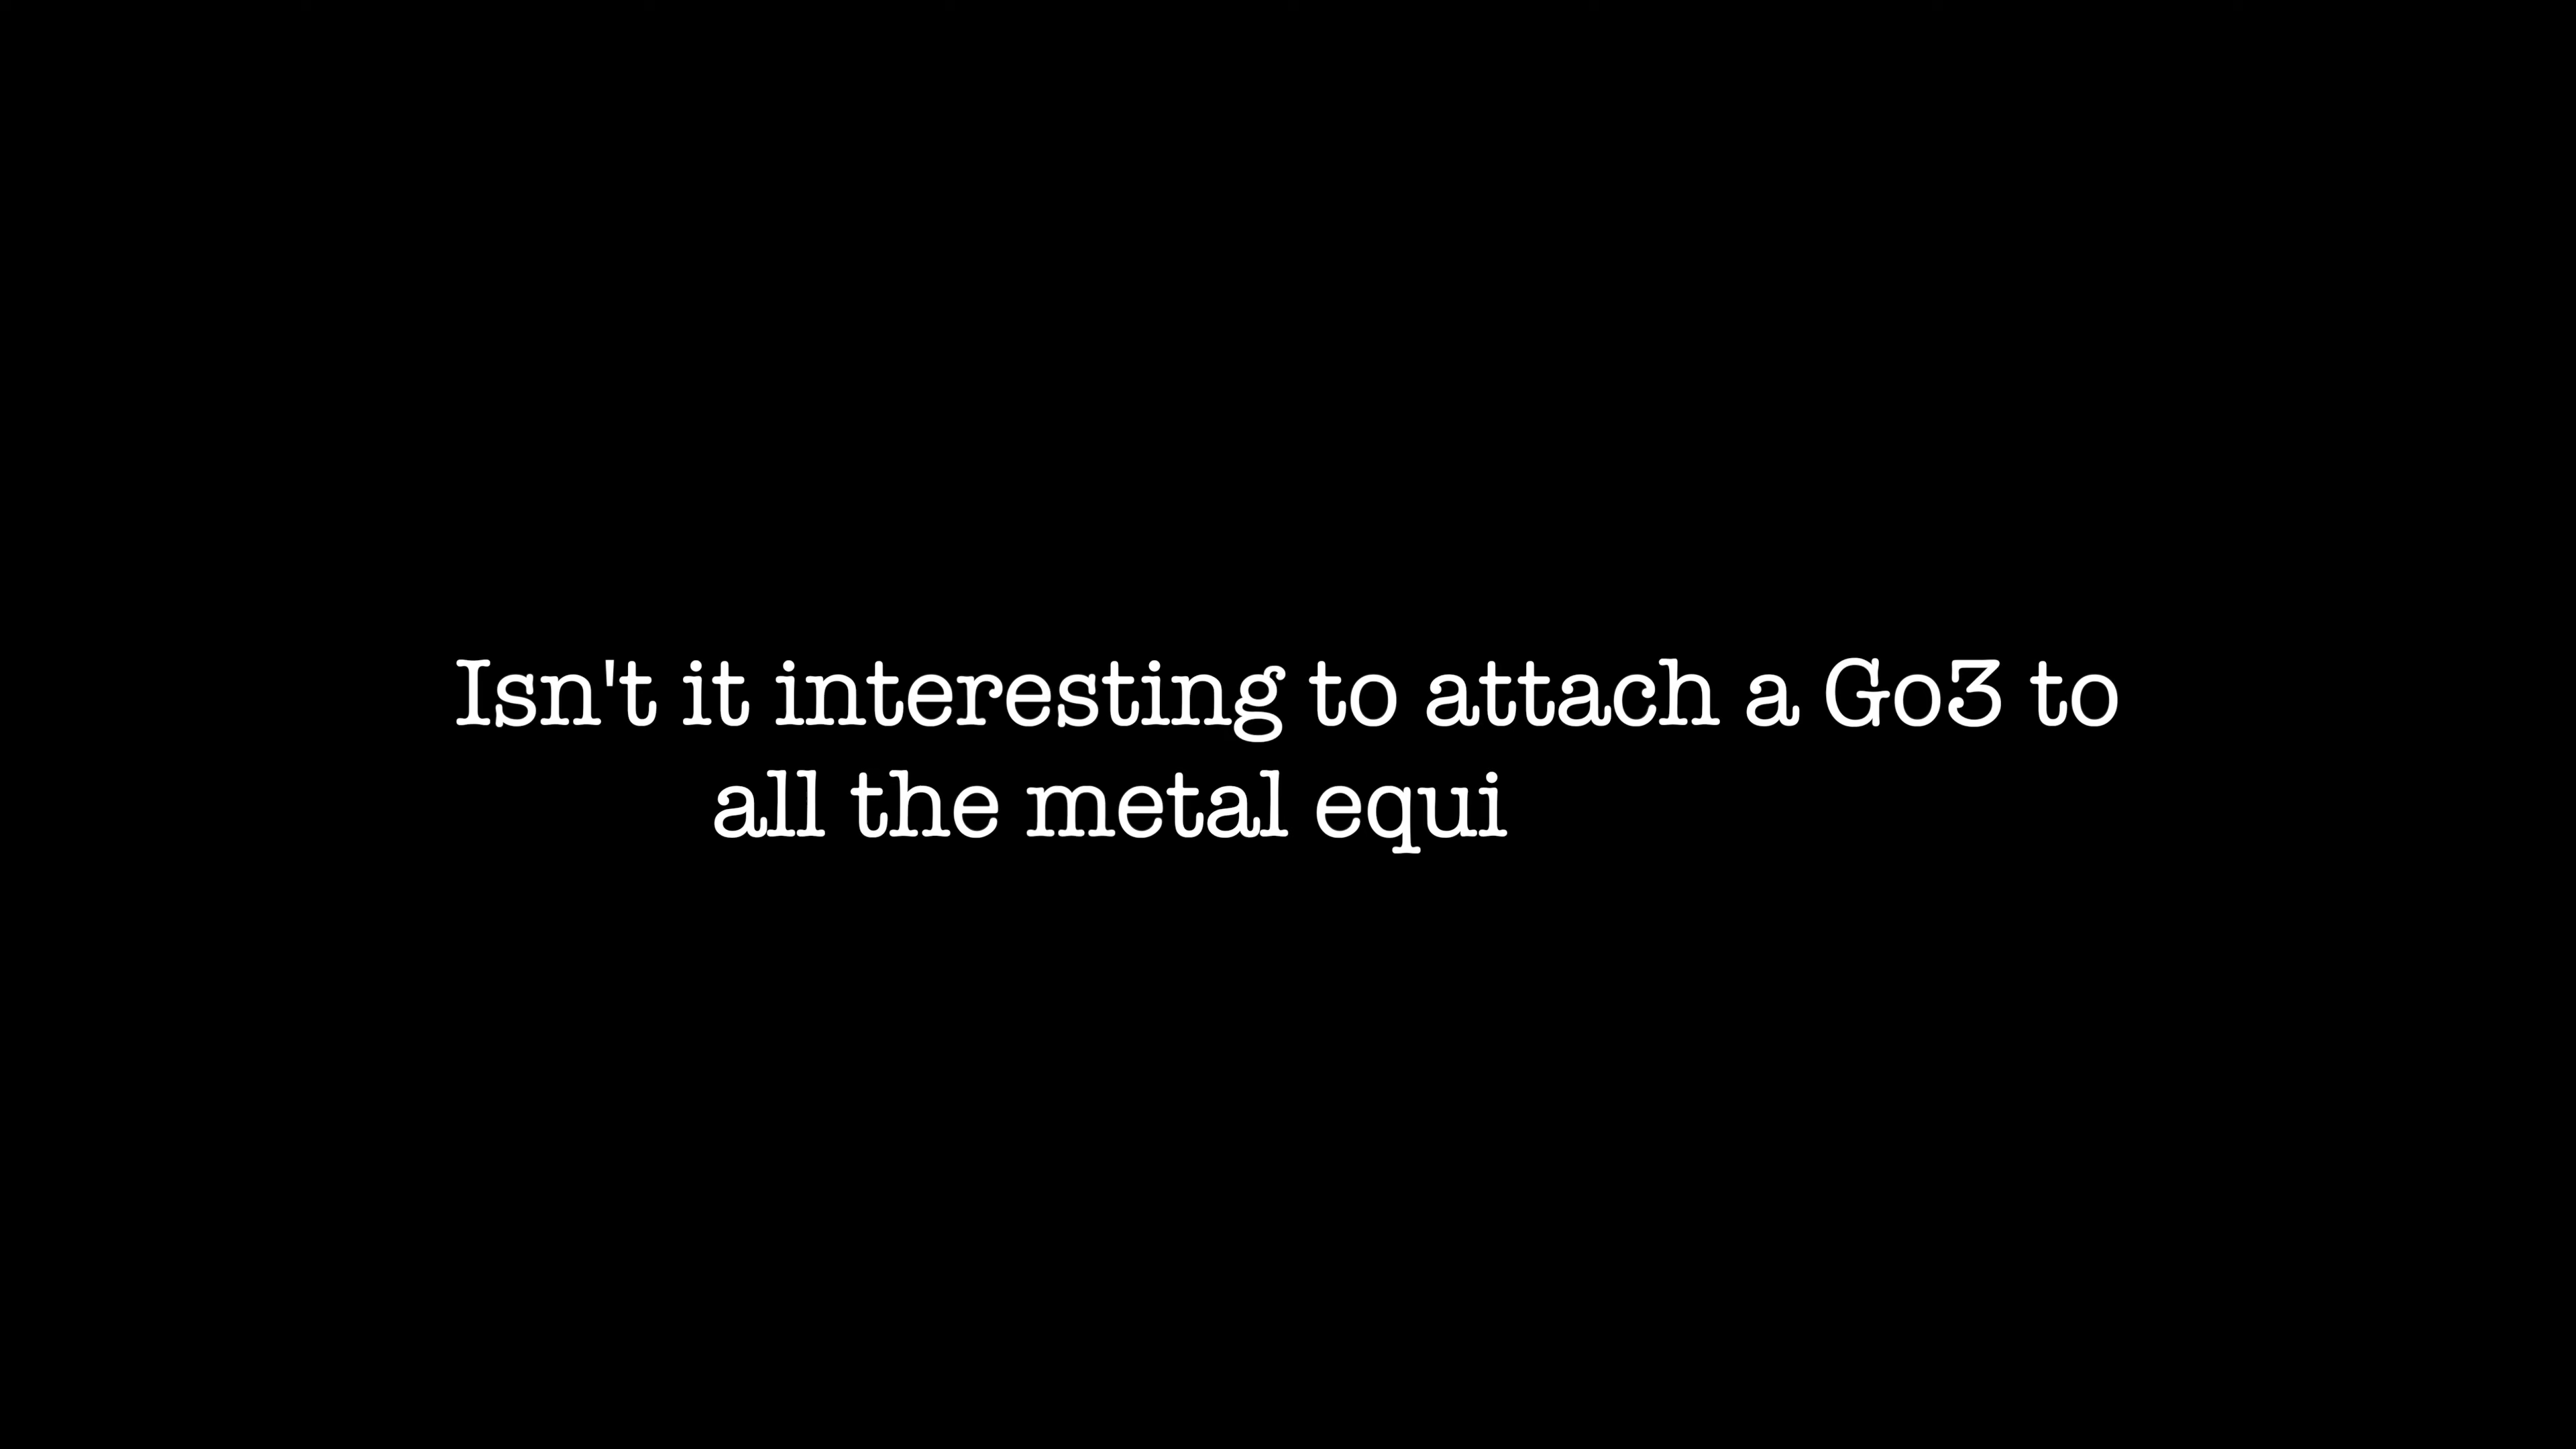 Isn't it interesting to attach a Go3 to
all the metal equi